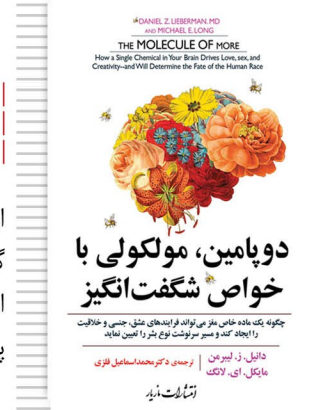 DANIEL Z. LIEBERMAN. MD
AND MICHAEL E. LONG
THE MOLECULE OF MORE
How a Single Chemical in Your Brain Drives Love, sex, and
Creativity--and Will Determine the Fate of the Human Race
دوپامین، مولکولی با
خواص شگفت‌انگیز
چگونه یک ماده خاص مغز می‌تواند فرایندهای عشق، جنسی و خلاقیت
را ایجاد کند و مسیر سرنوشت نوع بشر را تعیین نماید
دانیل. ز. لیبرمن
مایکل. ای. لانگ
ترجمه‌ی دکتر محمداسماعیل فلزی
انتشارات مازیار